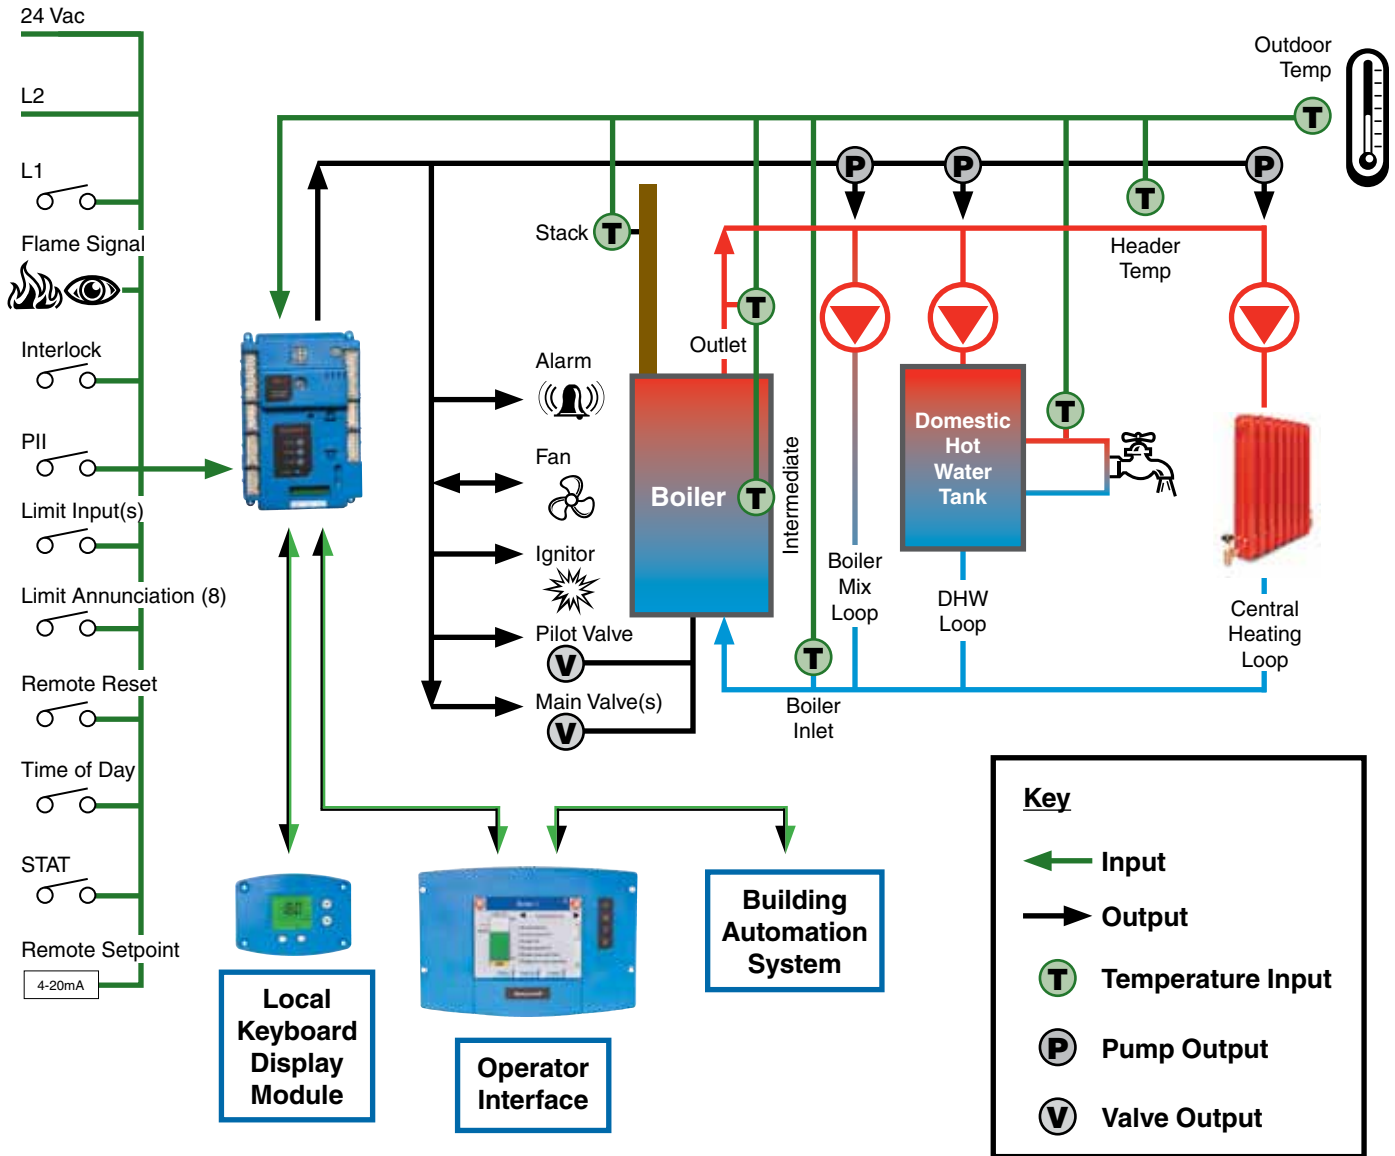 24 Vac
L2
L1
Flame Signal
Interlock
PII
Limit Input(s)
Limit Annunciation (8)
Remote Reset
Time of Day
STAT
Remote Setpoint
4-20mA
Outdoor
Temp
T
P
P
P
T
Header
Temp
Stack
T
T
Outlet
Alarm
Fan
Ignitor
Pilot Valve
V
Main Valve(s)
V
Boiler
T
Intermediate
T
Boiler
Inlet
Boiler
Mix
Loop
Domestic
Hot
Water
Tank
T
DHW
Loop
Central
Heating
Loop
Local
Keyboard
Display
Module
Operator
Interface
Building
Automation
System
Key
Input
Output
T Temperature Input
P Pump Output
V Valve Output